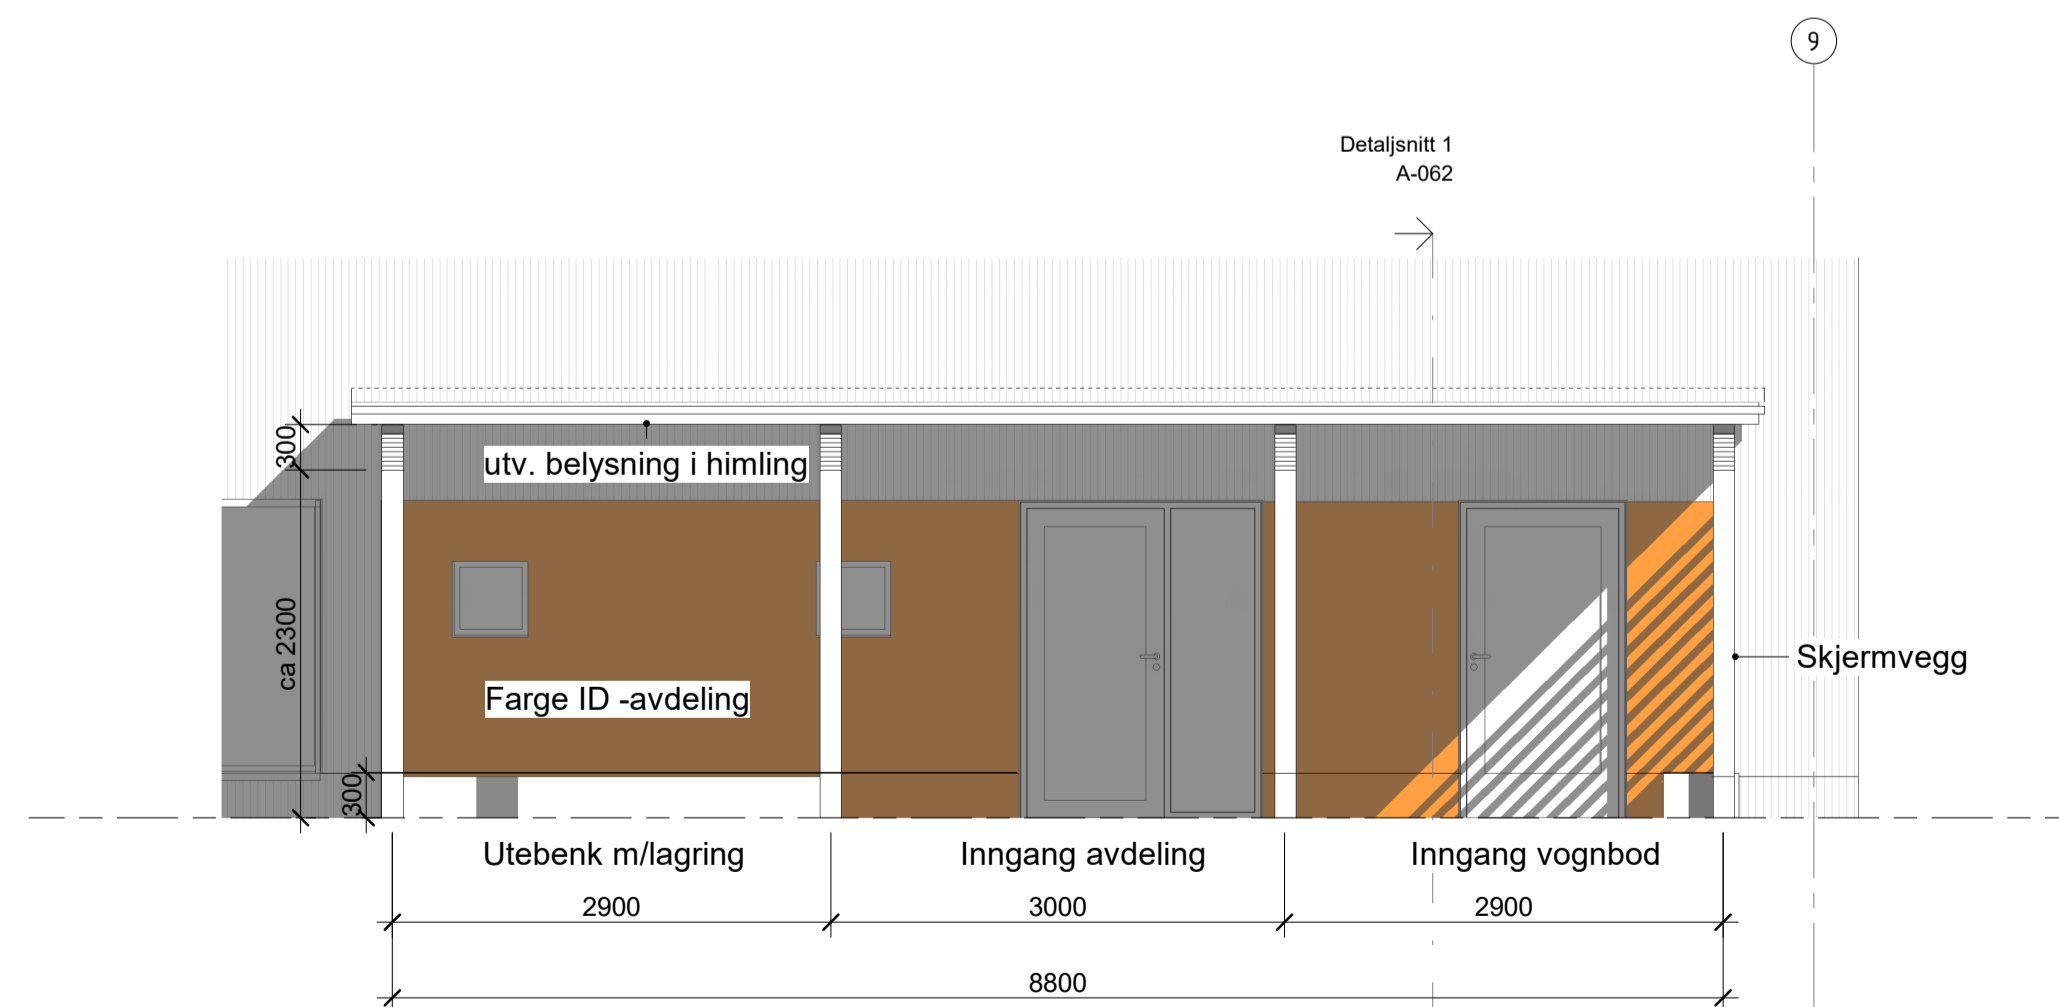 9
Detaljsnitt 1
A-062
300
utv. belysning i himling
ca 2300
Skjermvegg
Farge ID -avdeling
300
Utebenk m/lagring
Inngang avdeling
Inngang vognbod
2900
3000
2900
8800